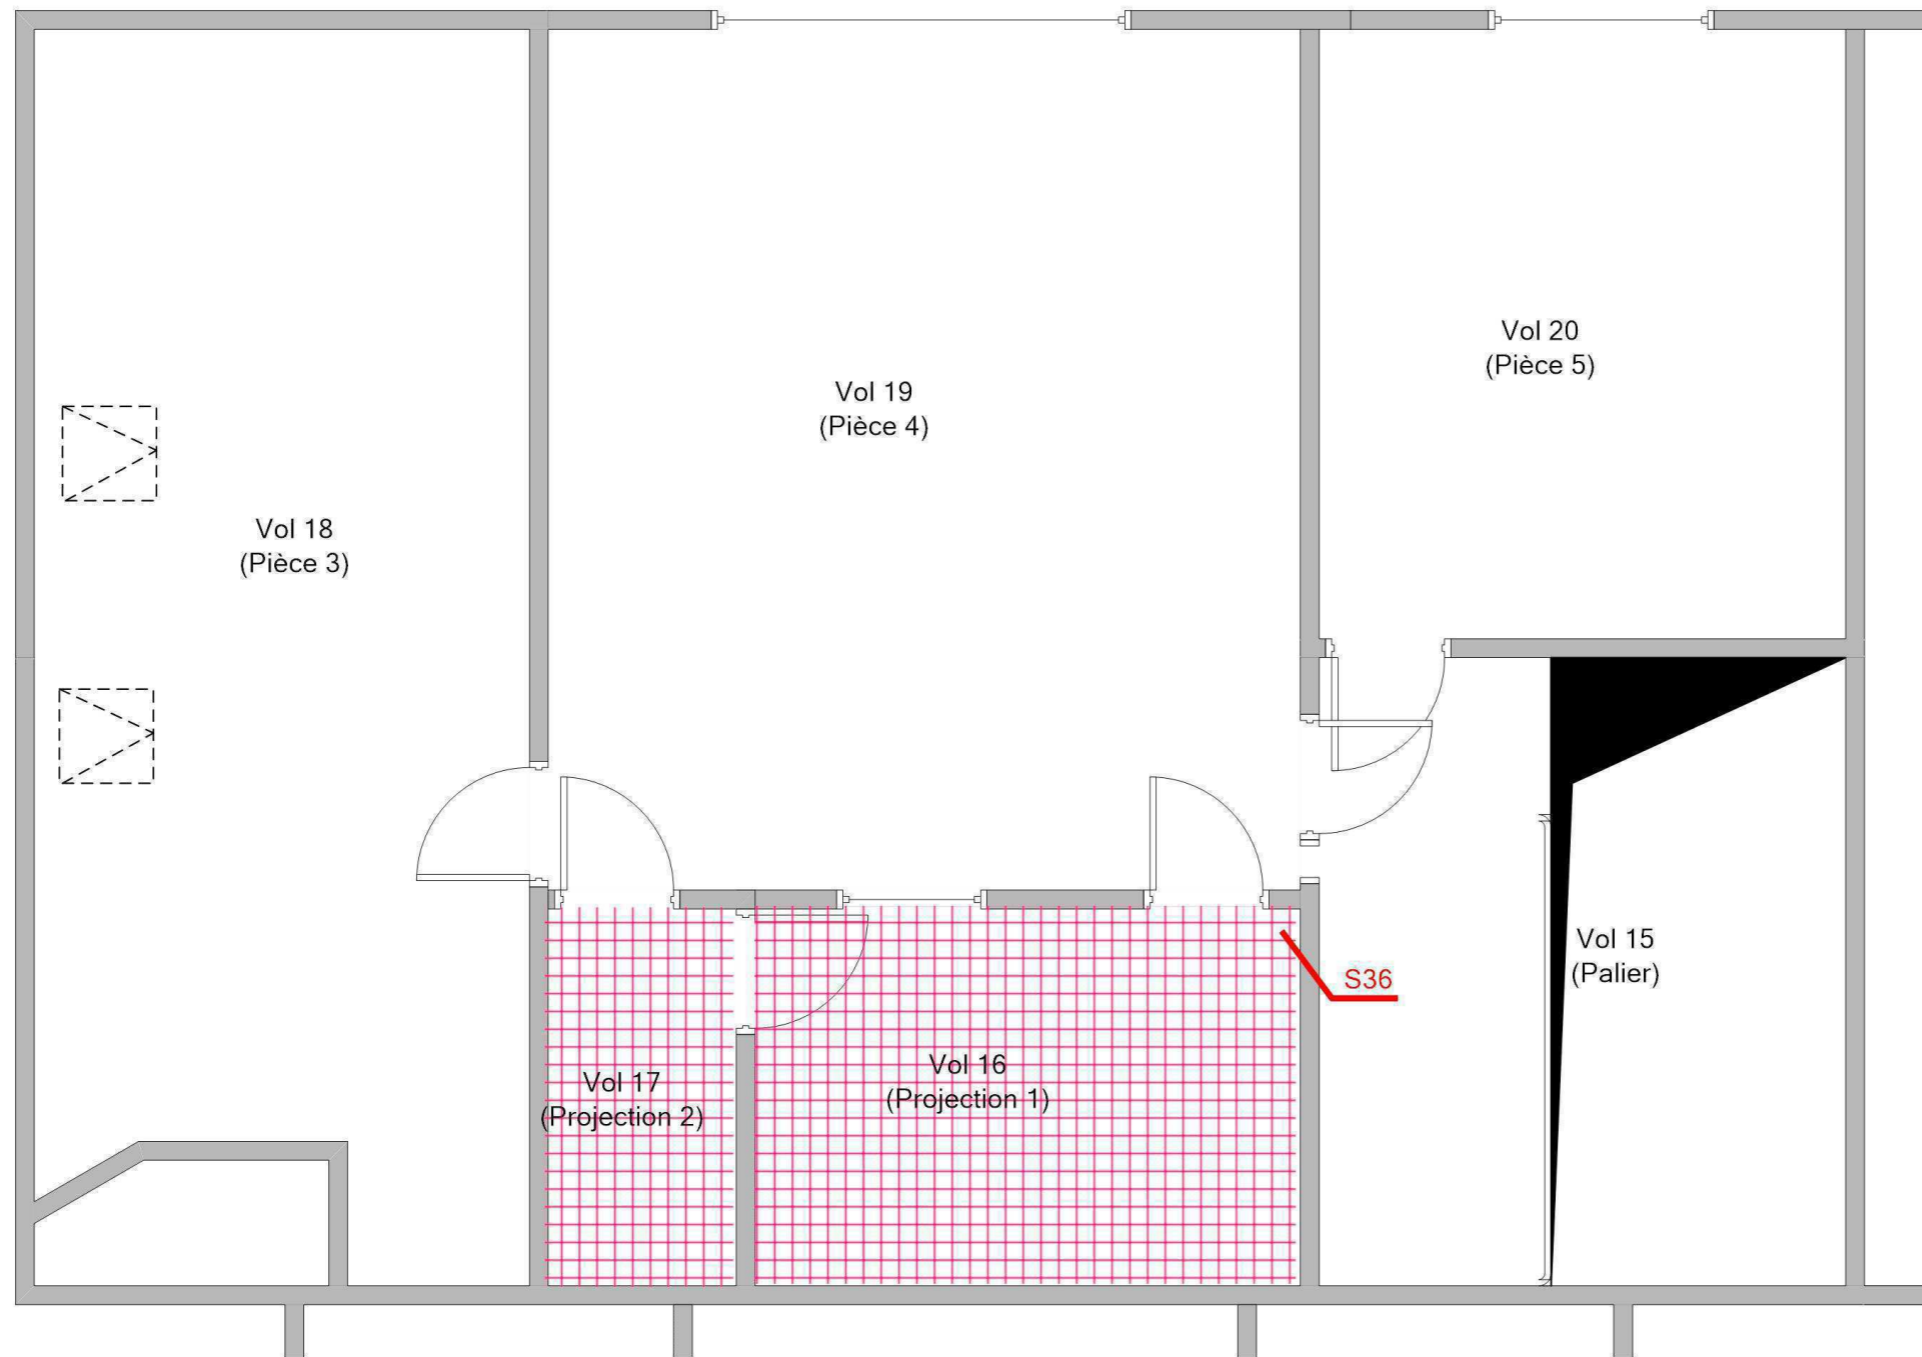 Vol 20
(Pièce 5)
Vol 19
(Pièce 4)
Vol 18
(Pièce 3)
Vol 15
(Palier)
S36
Vol 16
(Projection 1)
Vol 17
(Projection 2)